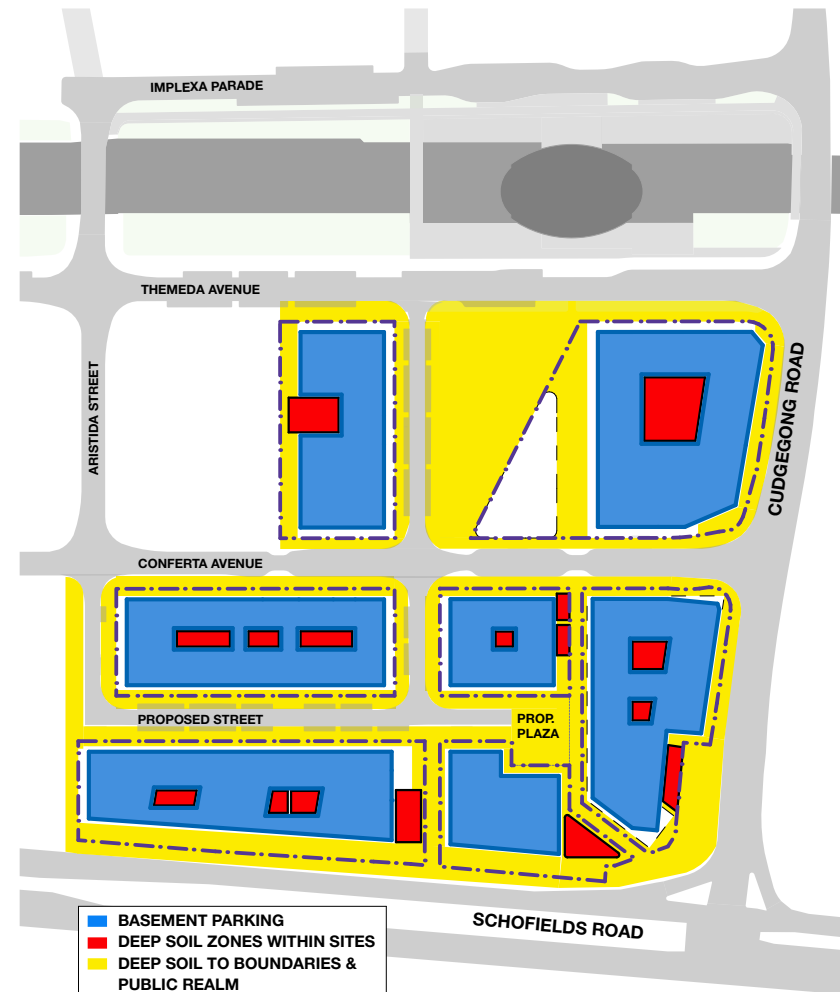 IMPLEXA PARADE
THEMEDA AVENUE
ARISTIDA STREET
CUDGEGONG ROAD
CONFERTA AVENUE
PROPOSED STREET
PROP.
PLAZA
SCHOFIELDS ROAD
BASEMENT PARKING
DEEP SOIL ZONES WITHIN SITES
DEEP SOIL TO BOUNDARIES &
PUBLIC REALM